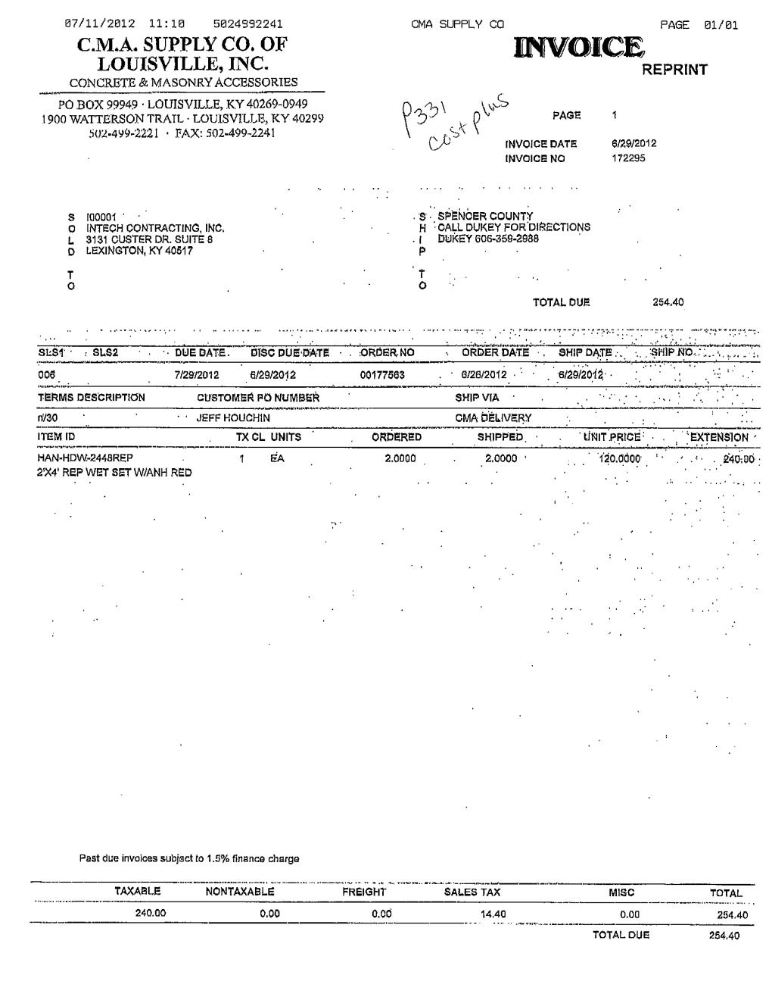 07/11/2012 11:10 5024992241 CMA SUPPLY CO PAGE 01/01
C.M.A. SUPPLY CO. OF
LOUISVILLE, INC.
CONCRETE & MASONRY ACCESSORIES
PO BOX 99949 · LOUISVILLE, KY 40269-0949
1900 WATTERSON TRAIL · LOUISVILLE, KY 40299
502-499-2221 · FAX: 502-499-2241
INVOICE
REPRINT
P331
cost plus
PAGE 1
INVOICE DATE 6/29/2012
INVOICE NO 172295
SOLD TO
I00001
INTECH CONTRACTING, INC.
3131 CUSTER DR. SUITE 8
LEXINGTON, KY 40517
SHIP TO
SPENCER COUNTY
CALL DUKEY FOR DIRECTIONS
DUKEY 606-359-2988
TOTAL DUE 254.40
SLS1 SLS2 DUE DATE DISC DUE DATE ORDER NO ORDER DATE SHIP DATE SHIP NO
006 7/29/2012 6/29/2012 00177563 6/26/2012 6/29/2012
TERMS DESCRIPTION CUSTOMER PO NUMBER SHIP VIA
n/30 JEFF HOUCHIN CMA DELIVERY
ITEM ID TX CL UNITS ORDERED SHIPPED UNIT PRICE EXTENSION
HAN-HDW-2448REP 1 EA 2.0000 2.0000 120.0000 240.00
2'X4' REP WET SET W/ANH RED
Past due invoices subject to 1.5% finance charge
TAXABLE NONTAXABLE FREIGHT SALES TAX MISC TOTAL
240.00 0.00 0.00 14.40 0.00 254.40
TOTAL DUE 254.40